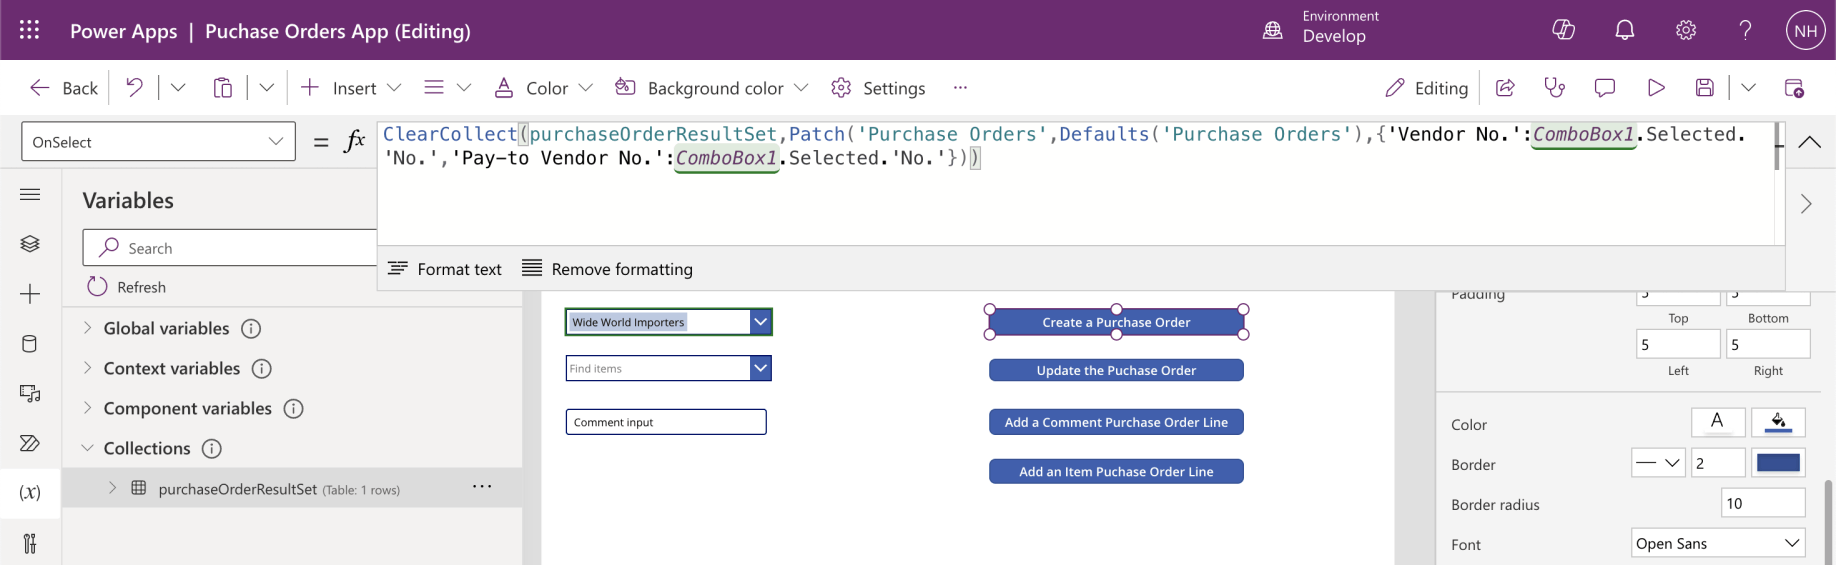 Power Apps | Puchase Orders App (Editing)
Environment
Develop
NH
Back
Insert
Color
Background color
Settings
...
Editing
OnSelect
= fx
ClearCollect(purchaseOrderResultSet,Patch('Purchase Orders',Defaults('Purchase Orders'),{'Vendor No.':ComboBox1.Selected.
'No.','Pay-to Vendor No.':ComboBox1.Selected.'No.'}))
Format text
Remove formatting
Variables
Search
Refresh
Global variables
Context variables
Component variables
Collections
(x)
purchaseOrderResultSet (Table: 1 rows)
...
Wide World Importers
Find items
Comment input
Create a Purchase Order
Update the Puchase Order
Add a Comment Purchase Order Line
Add an Item Puchase Order Line
Padding
5 5
Top Bottom
5 5
Left Right
Color
A
Border
2
Border radius
10
Font
Open Sans